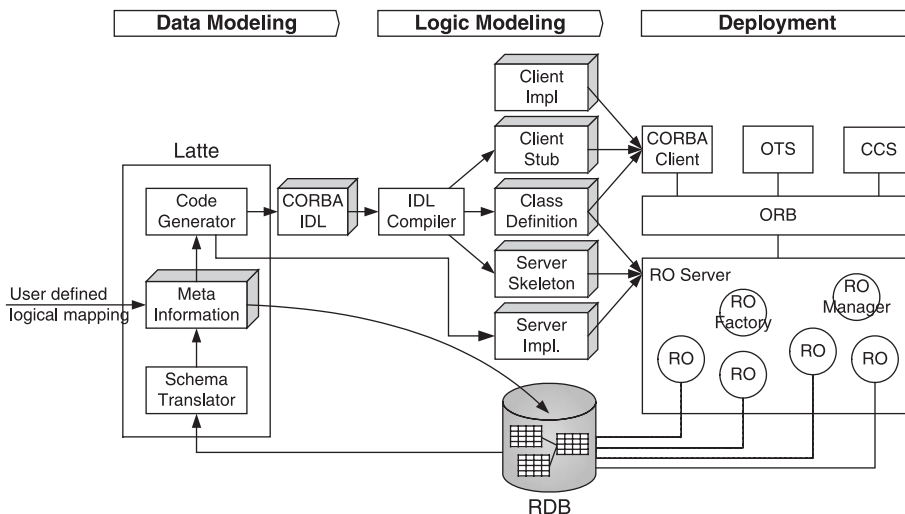 Data Modeling
Logic Modeling
Deployment
Latte
Code
Generator
CORBA
IDL
IDL
Compiler
Client
Impl
Client
Stub
Class
Definition
Server
Skeleton
Server
Impl.
User defined
logical mapping
Meta
Information
Schema
Translator
CORBA
Client
OTS
CCS
ORB
RO Server
RO
Factory
RO
Manager
RO
RO
RO
RO
RDB